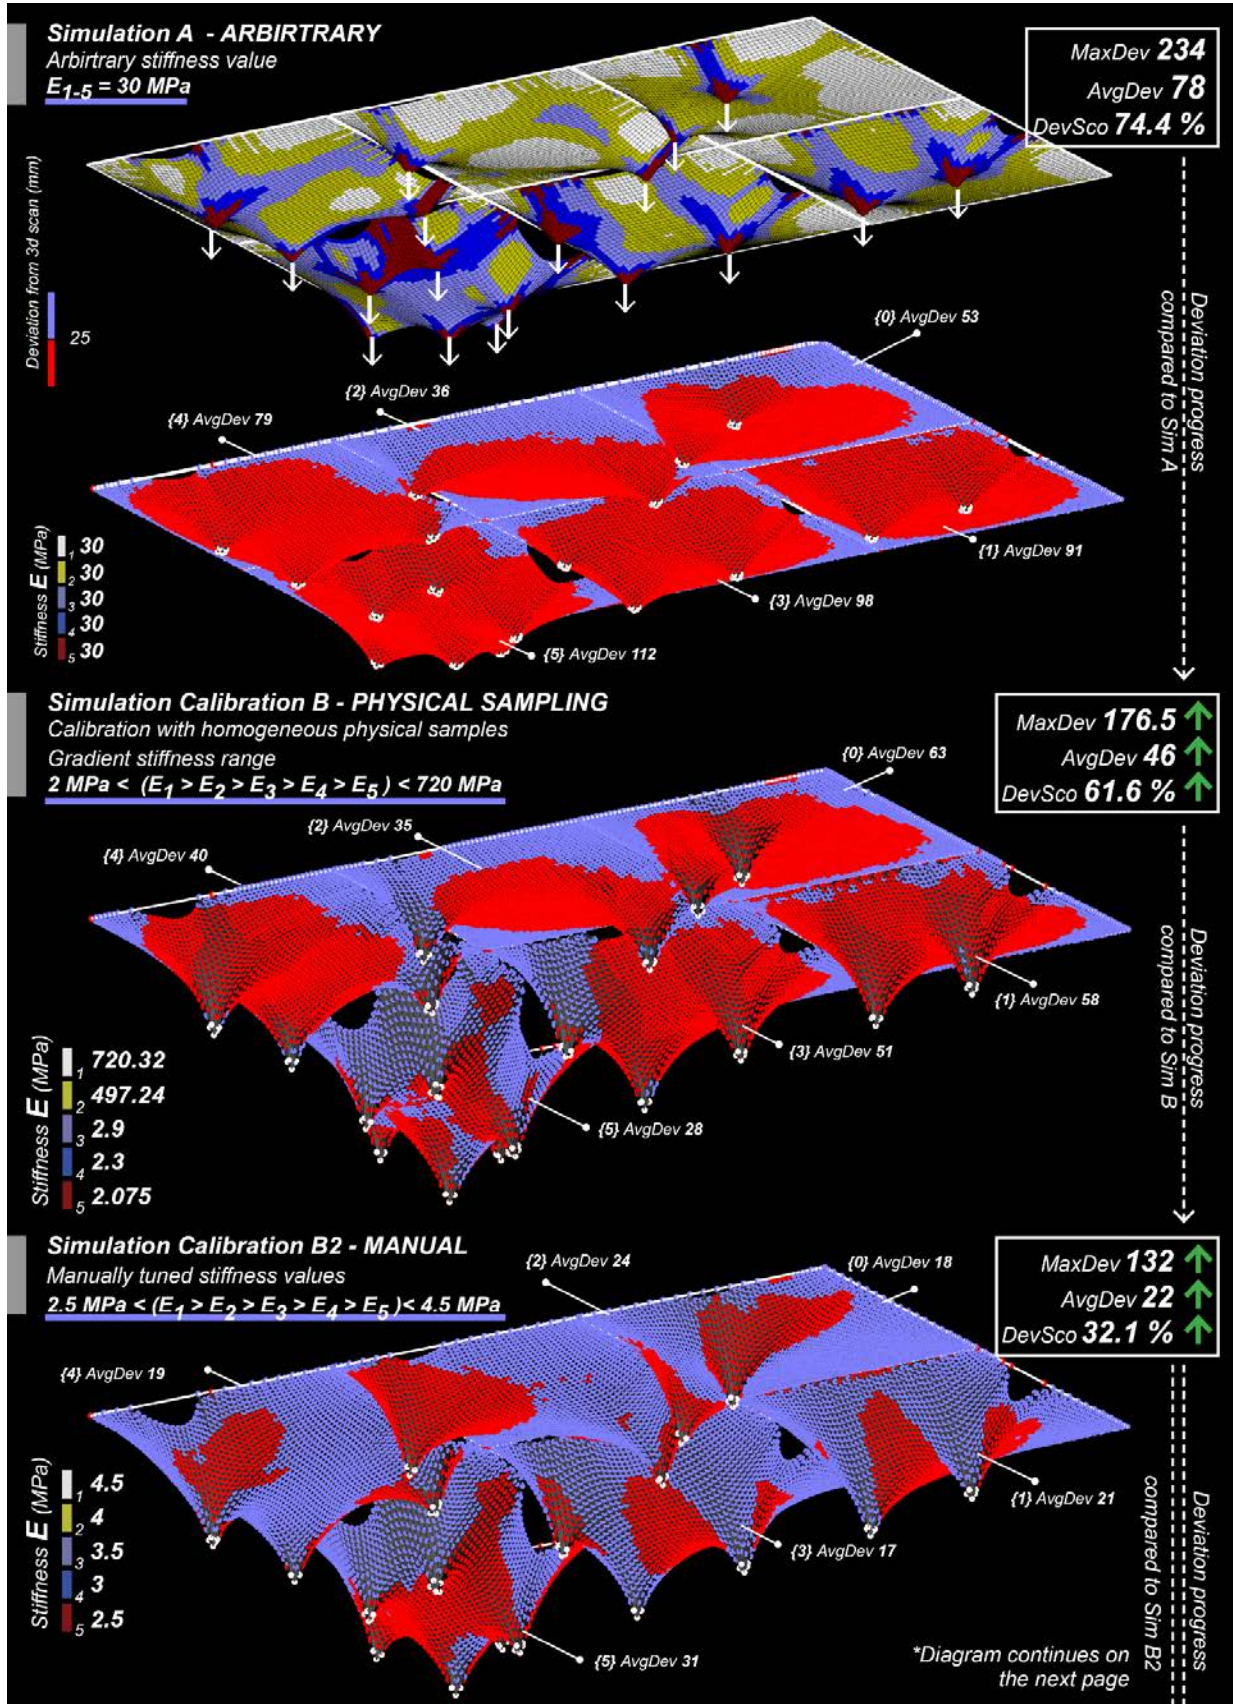 Simulation A - ARBIRTRARY
Arbirtrary stiffness value
E1-5 = 30 MPa
MaxDev 234
AvgDev 78
DevSco 74.4 %
Deviation from 3d scan (mm)
25
Deviation progress
compared to Sim A
{0} AvgDev 53
{2} AvgDev 36
{4} AvgDev 79
{1} AvgDev 91
{3} AvgDev 98
{5} AvgDev 112
Stiffness E (MPa)
1 30
2 30
3 30
4 30
5 30
Simulation Calibration B - PHYSICAL SAMPLING
Calibration with homogeneous physical samples
Gradient stiffness range
2 MPa < (E1 > E2 > E3 > E4 > E5) < 720 MPa
MaxDev 176.5
AvgDev 46
DevSco 61.6 %
Deviation progress
compared to Sim B
{0} AvgDev 63
{2} AvgDev 35
{4} AvgDev 40
{1} AvgDev 58
{3} AvgDev 51
{5} AvgDev 28
Stiffness E (MPa)
1 720.32
2 497.24
3 2.9
4 2.3
5 2.075
Simulation Calibration B2 - MANUAL
Manually tuned stiffness values
2.5 MPa < (E1 > E2 > E3 > E4 > E5) < 4.5 MPa
MaxDev 132
AvgDev 22
DevSco 32.1 %
Deviation progress
compared to Sim B2
{2} AvgDev 24
{0} AvgDev 18
{4} AvgDev 19
{1} AvgDev 21
{3} AvgDev 17
{5} AvgDev 31
Stiffness E (MPa)
1 4.5
2 4
3 3.5
4 3
5 2.5
*Diagram continues on
the next page